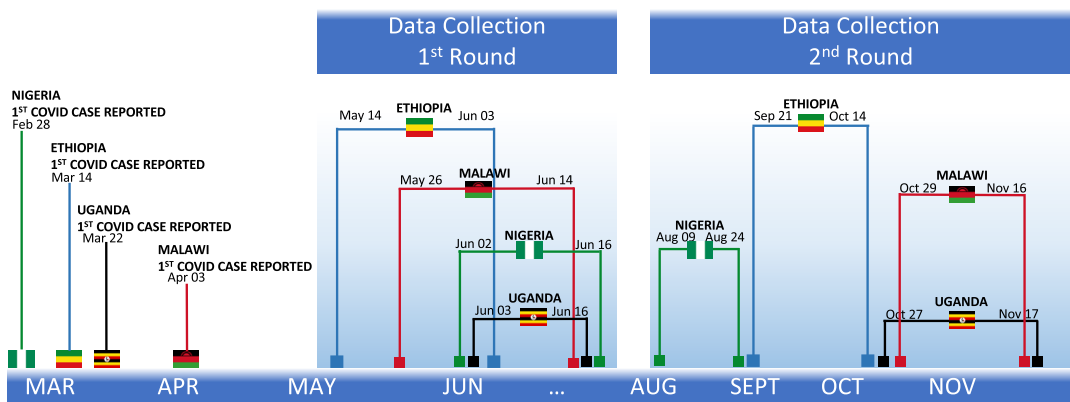 Data Collection
1st Round
Data Collection
2nd Round
NIGERIA
1ST COVID CASE REPORTED
Feb 28
ETHIOPIA
1ST COVID CASE REPORTED
Mar 14
UGANDA
1ST COVID CASE REPORTED
Mar 22
MALAWI
1ST COVID CASE REPORTED
Apr 03
ETHIOPIA
May 14 Jun 03
MALAWI
May 26 Jun 14
NIGERIA
Jun 02 Jun 16
UGANDA
Jun 03 Jun 16
ETHIOPIA
Sep 21 Oct 14
MALAWI
Oct 29 Nov 16
NIGERIA
Aug 09 Aug 24
UGANDA
Oct 27 Nov 17
MAR APR MAY JUN ... AUG SEPT OCT NOV